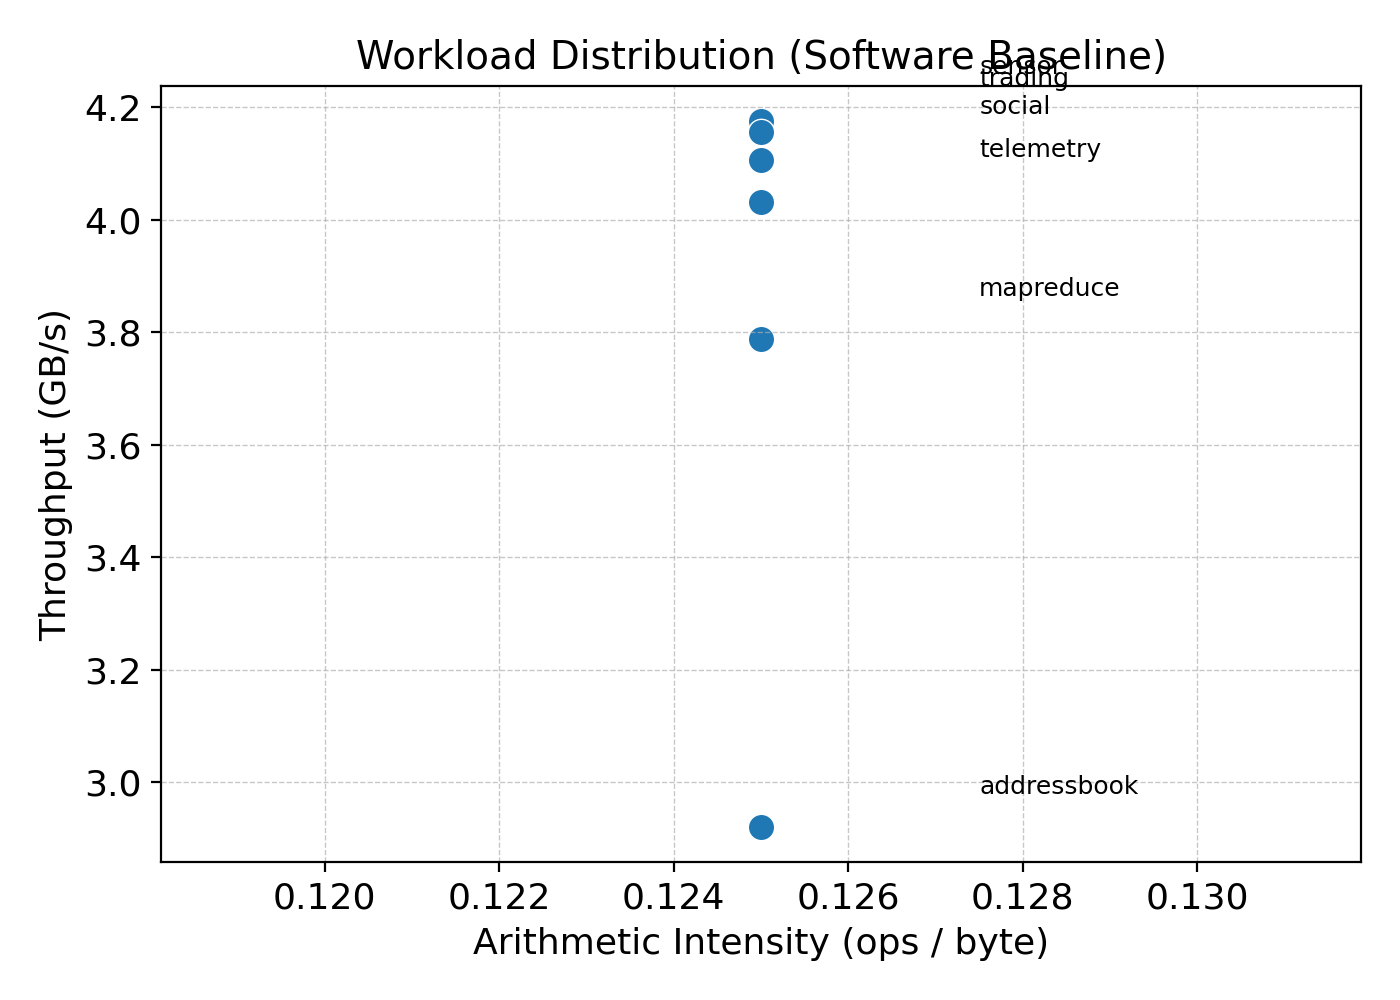 Workload Distribution (Software Baseline)
sensor
trading
4.2
social
telemetry
4.0
mapreduce
3.8
3.6
3.4
3.2
3.0
addressbook
Throughput (GB/s)
0.120
0.122
0.124
0.126
0.128
0.130
Arithmetic Intensity (ops / byte)